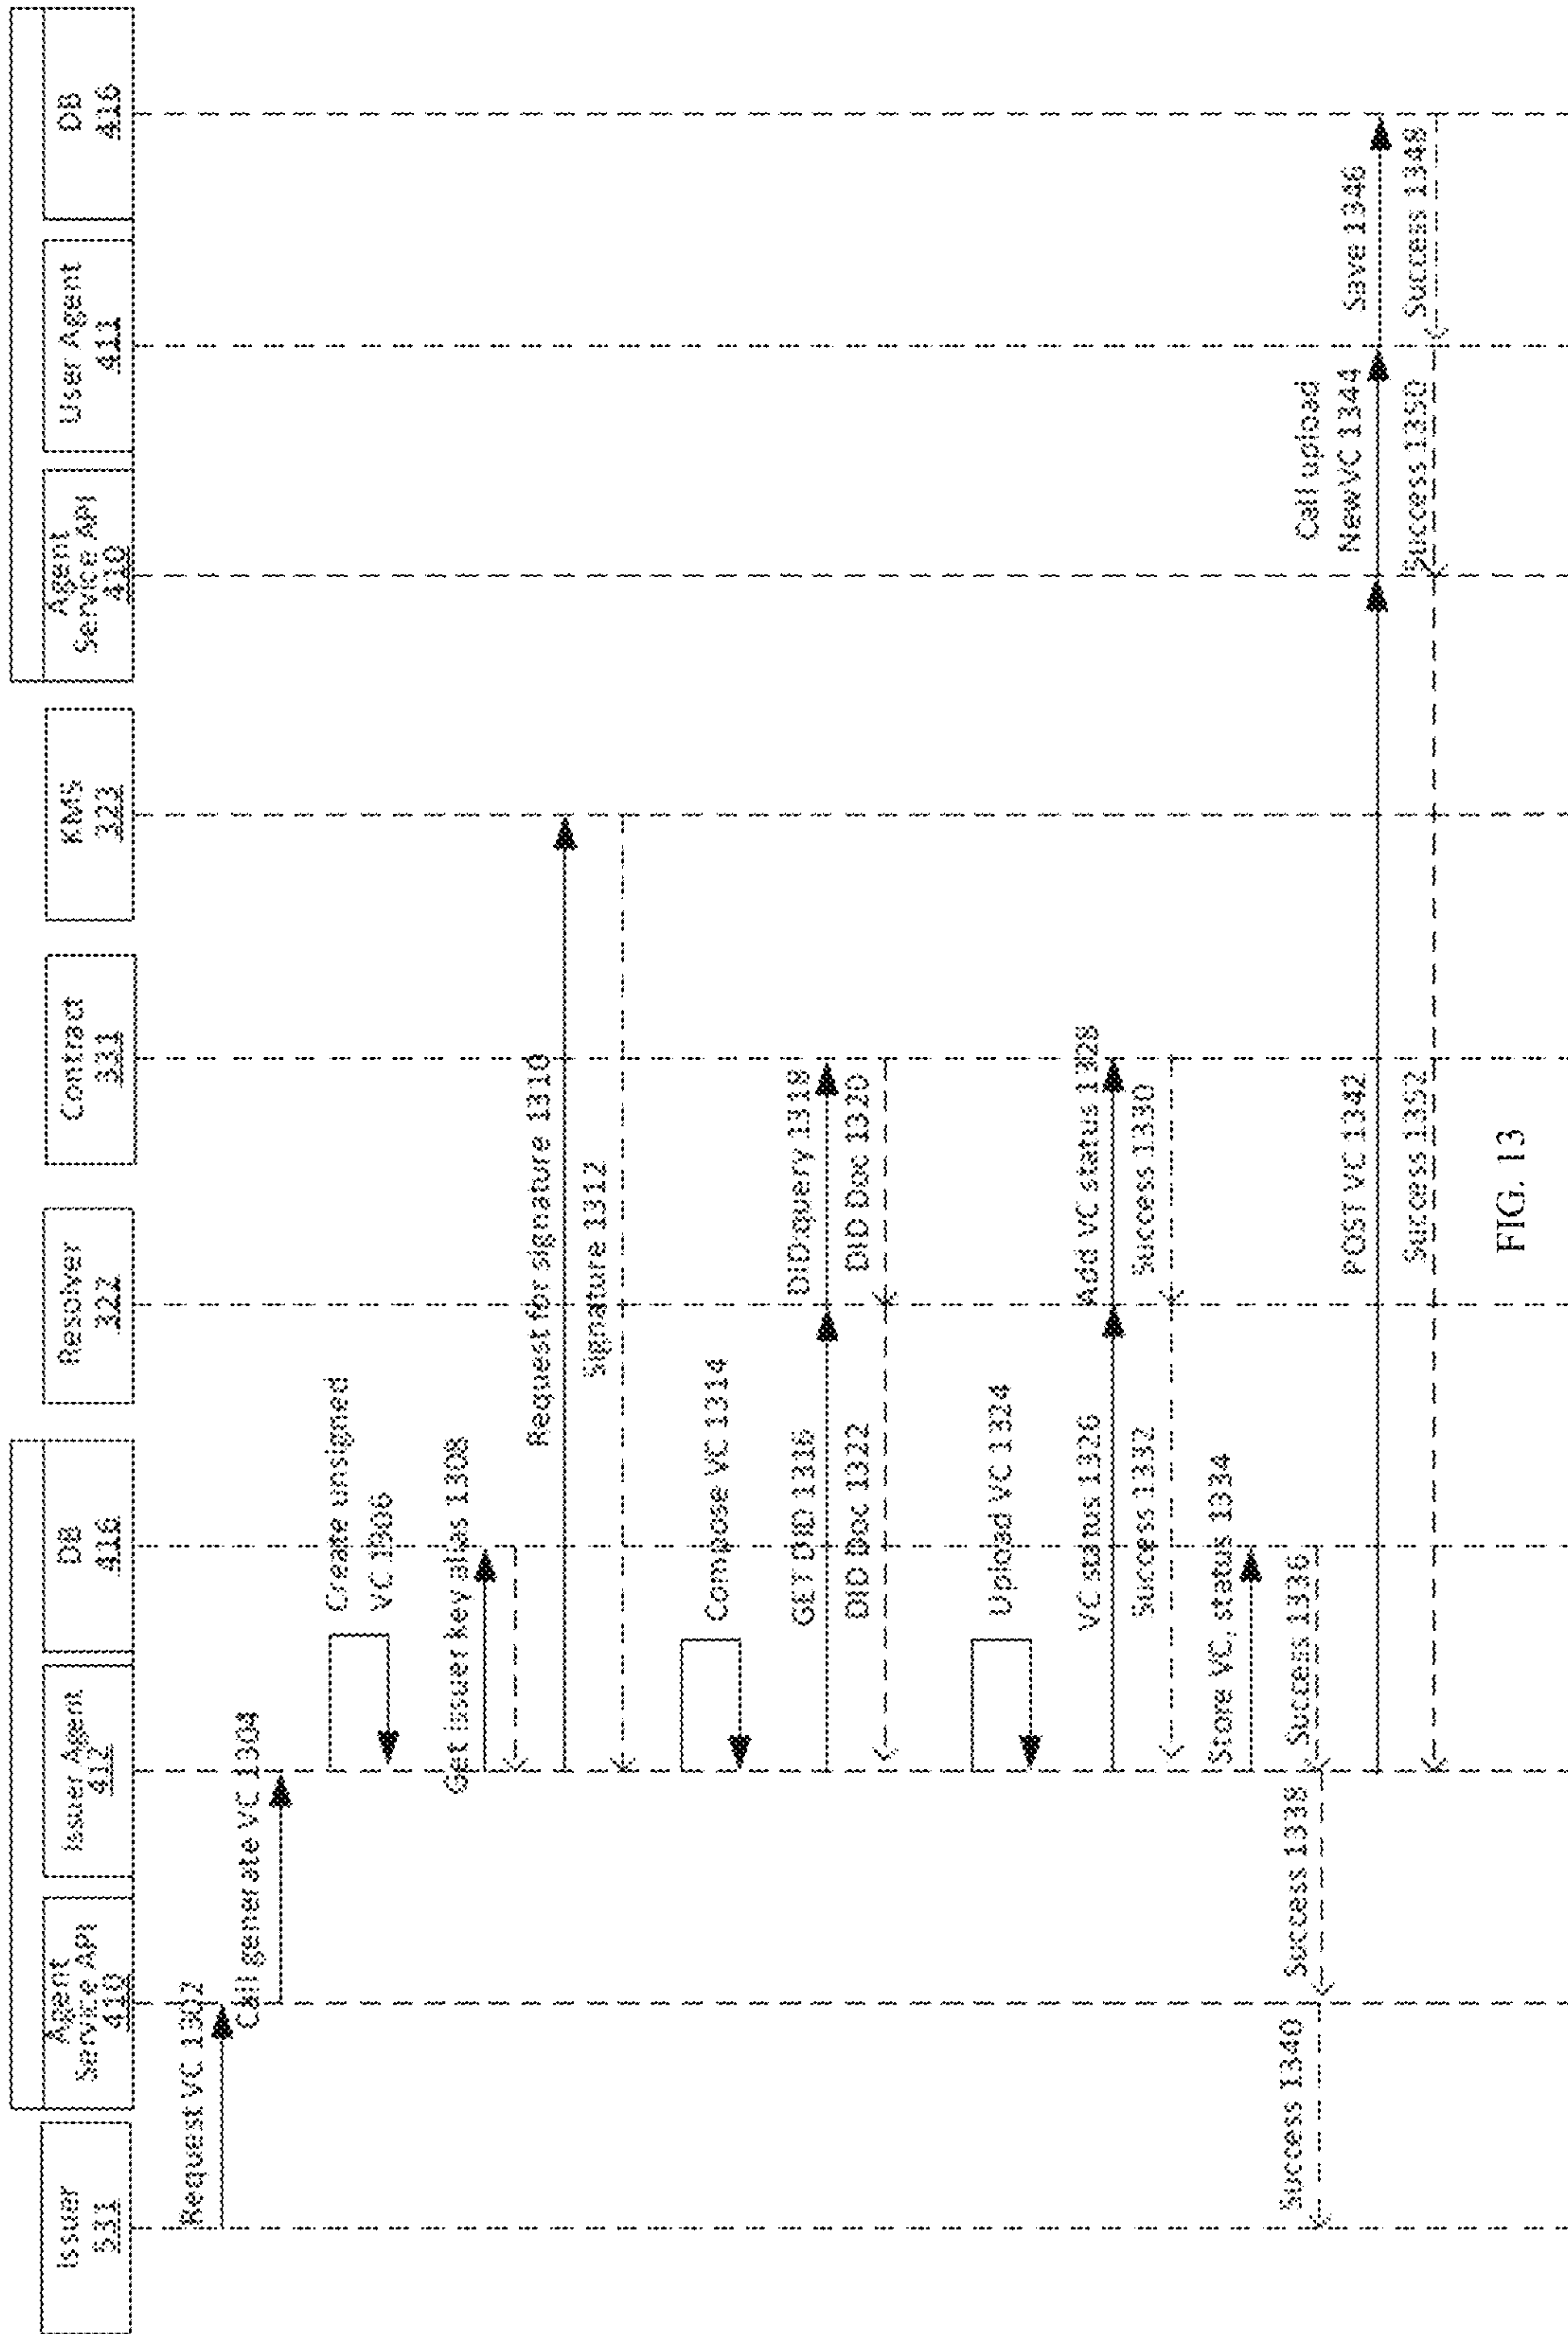 Issuer
531
Agent
Service API
410
Issuer Agent
412
DB
416
Resolver
322
Contract
331
KMS
323
Agent
Service API
410
User Agent
411
DB
416
Request VC 1302
Call generate VC 1304
Create unsigned
VC 1306
Get issuer key alias 1308
Request for signature 1310
Signature 1312
Compose VC 1314
GET DID 1316
DID:query 1318
DID Doc 1320
DID Doc 1322
Upload VC 1324
VC status 1326
Add VC status 1328
Success 1330
Success 1332
Store VC, status 1334
Success 1336
Success 1338
Success 1340
POST VC 1342
Call upload
NewVC 1344
Save 1346
Success 1348
Success 1350
Success 1352
FIG. 13